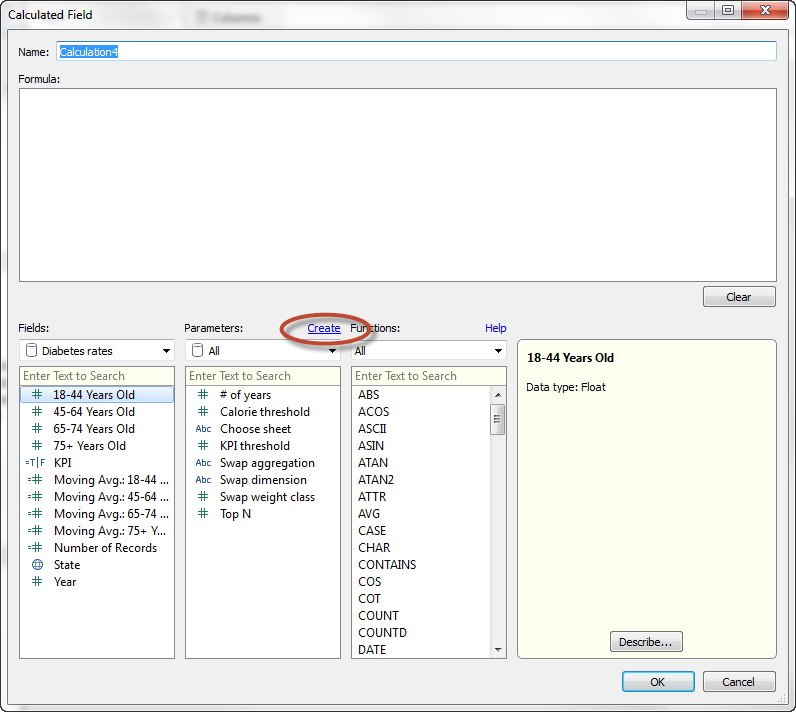 Calculated Field
Name: Calculation4
Formula:
Clear
Fields:
Parameters: Create
Functions: Help
Diabetes rates
All
All
Enter Text to Search
Enter Text to Search
Enter Text to Search
18-44 Years Old
45-64 Years Old
65-74 Years Old
75+ Years Old
=T|F KPI
Moving Avg.: 18-44 ...
Moving Avg.: 45-64 ...
Moving Avg.: 65-74 ...
Moving Avg.: 75+ Y...
Number of Records
State
Year
# of years
Calorie threshold
Abc Choose sheet
KPI threshold
Abc Swap aggregation
Abc Swap dimension
Swap weight class
Top N
ABS
ACOS
ASCII
ASIN
ATAN
ATAN2
ATTR
AVG
CASE
CHAR
CONTAINS
COS
COT
COUNT
COUNTD
DATE
18-44 Years Old
Data type: Float
Describe...
OK
Cancel